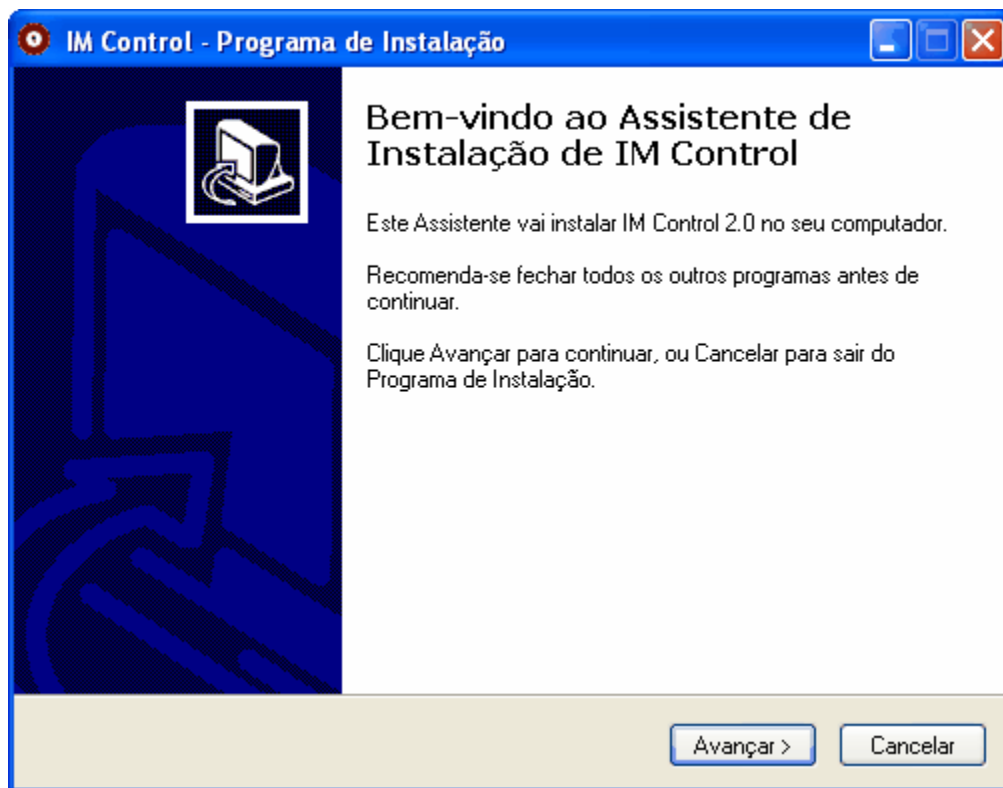 IM Control - Programa de Instalação
Bem-vindo ao Assistente de
Instalação de IM Control
Este Assistente vai instalar IM Control 2.0 no seu computador.
Recomenda-se fechar todos os outros programas antes de
continuar.
Clique Avançar para continuar, ou Cancelar para sair do
Programa de Instalação.
Avançar >
Cancelar